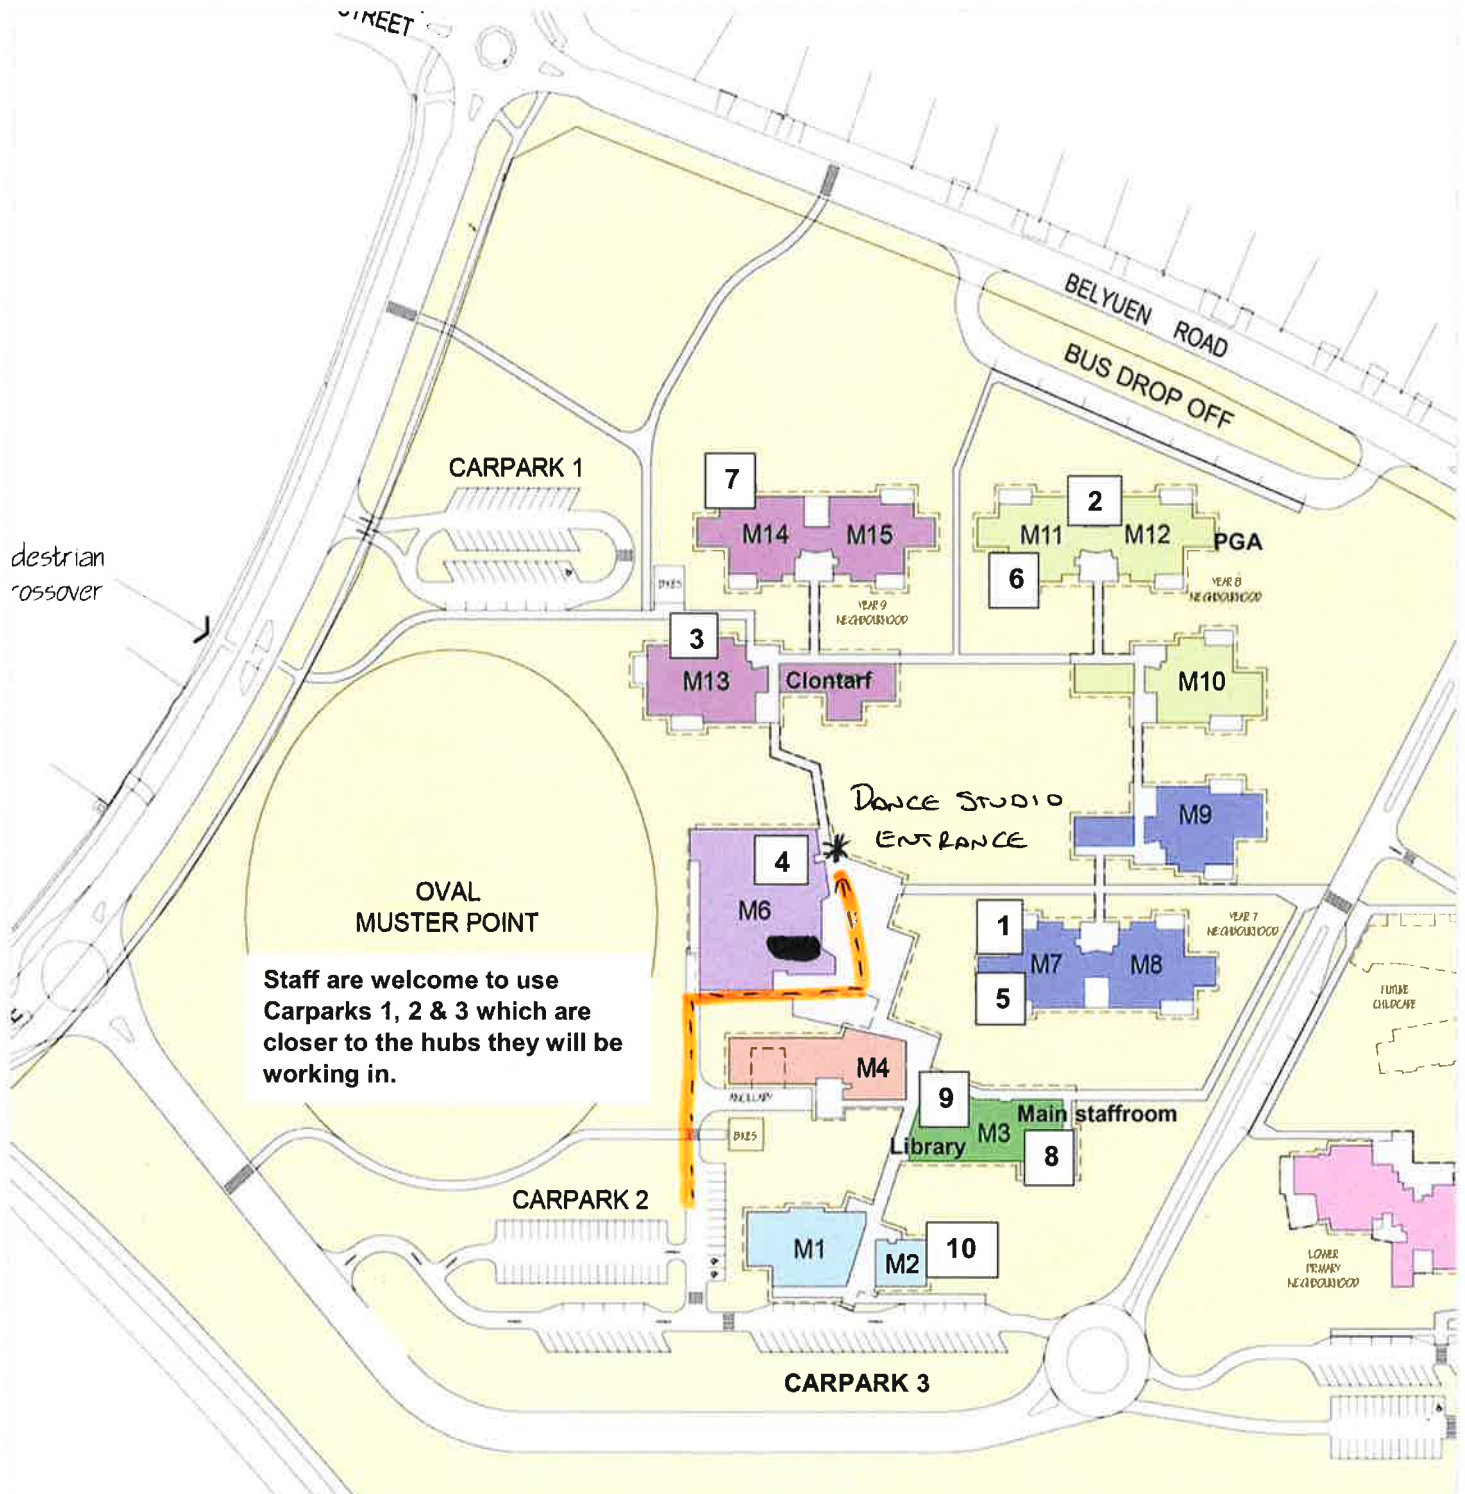 STREET
BELYUEN ROAD
BUS DROP OFF
CARPARK 1
7
M14
M15
2
M11
M12
PGA
6
YEAR 8
NEIGHBOURHOOD
destrian
rossover
BIKES
YEAR 9
NEIGHBOURHOOD
3
M13
Clontarf
M10
DANCE STUDIO
ENTRANCE
M9
4
M6
OVAL
MUSTER POINT
1
M7
M8
5
YEAR 7
NEIGHBOURHOOD
Staff are welcome to use
Carparks 1, 2 & 3 which are
closer to the hubs they will be
working in.
FUTURE
CHILDCARE
M4
ANCILLARY
9
Main staffroom
M3
Library
8
BIKES
CARPARK 2
M1
M2
10
LOWER
PRIMARY
NEIGHBOURHOOD
CARPARK 3